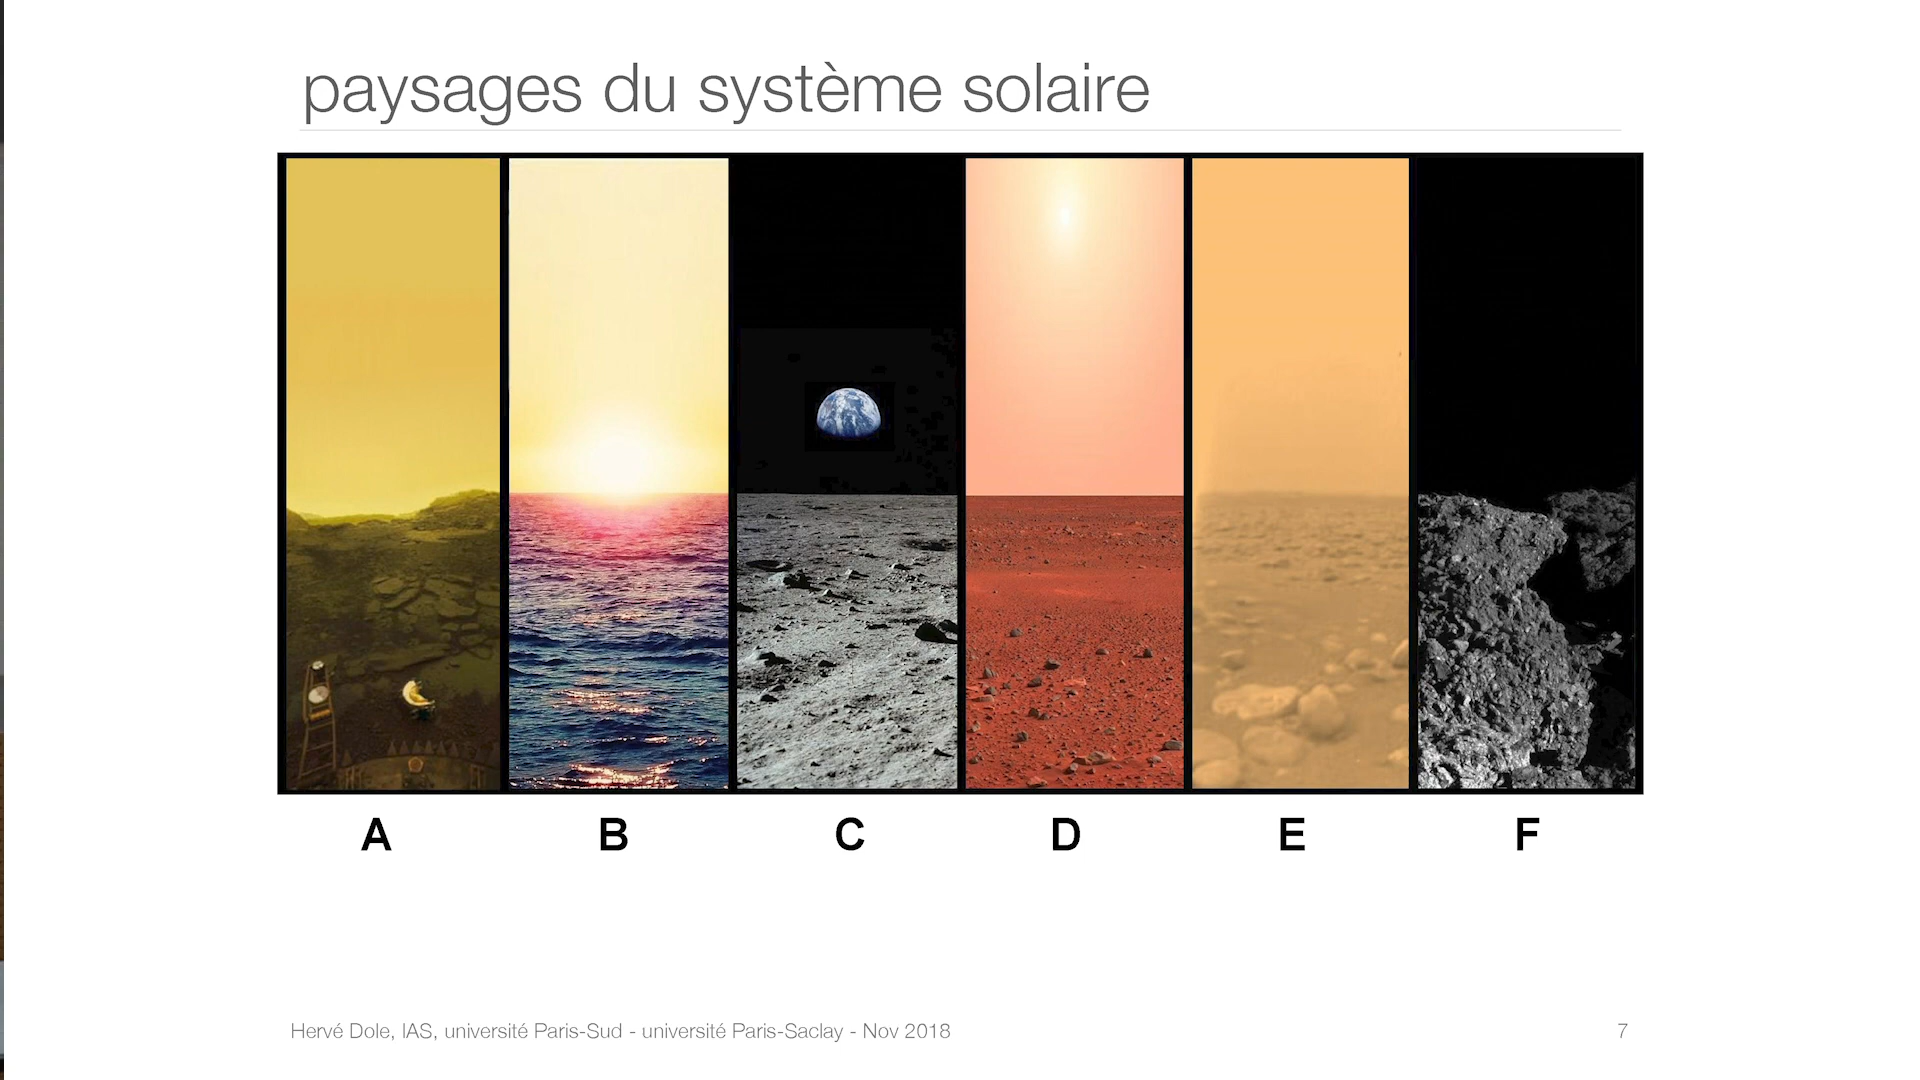 paysages du système solaire
A B C D E F
Hervé Dole, IAS, université Paris-Sud - université Paris-Saclay - Nov 2018
7